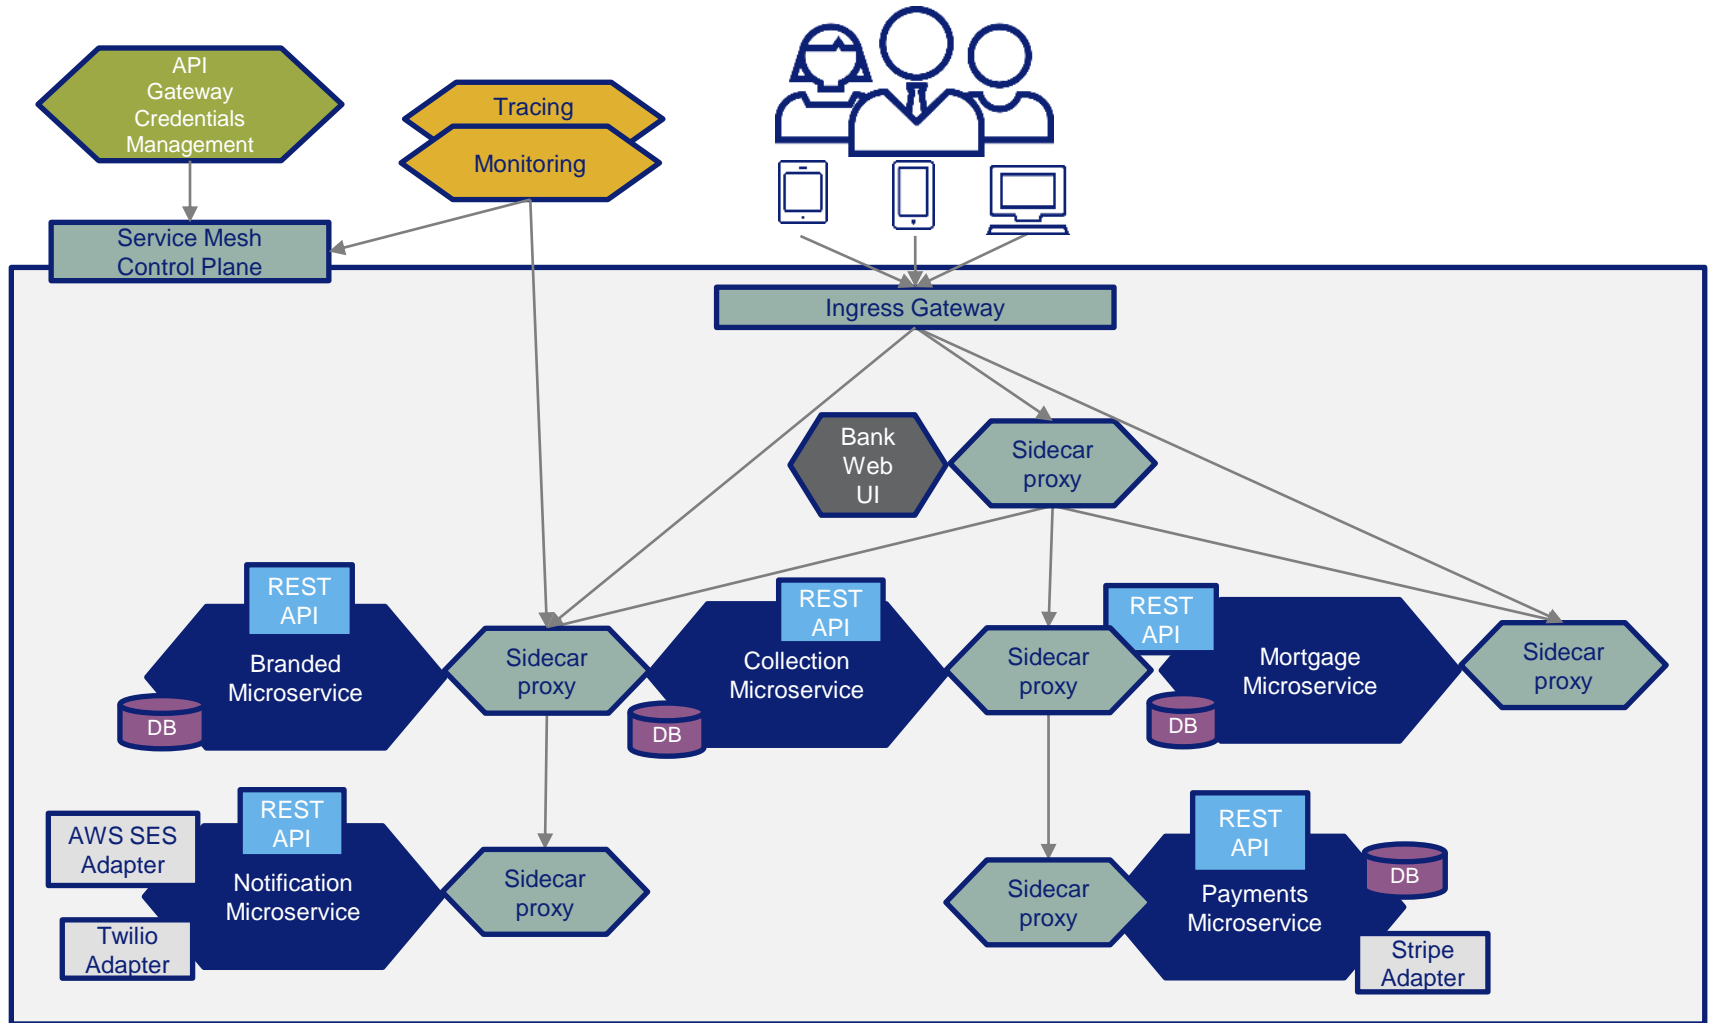 API
Gateway
Credentials
Management
Tracing
Monitoring
Service Mesh
Control Plane
Ingress Gateway
Bank
Web
UI
Sidecar
proxy
REST
API
Branded
Microservice
DB
Sidecar
proxy
REST
API
Collection
Microservice
DB
Sidecar
proxy
REST
API
Mortgage
Microservice
DB
Sidecar
proxy
AWS SES
Adapter
Twilio
Adapter
REST
API
Notification
Microservice
Sidecar
proxy
Sidecar
proxy
REST
API
Payments
Microservice
DB
Stripe
Adapter